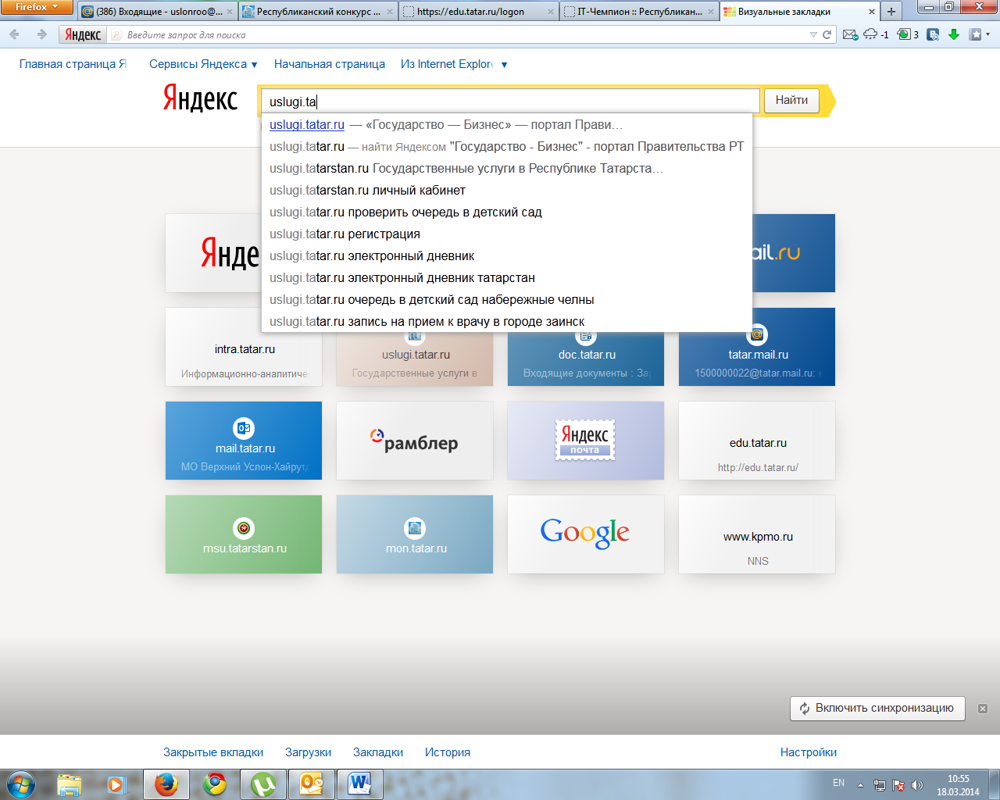 Firefox
(386) Входящие - uslonroo@...
Республиканский конкурс ...
https://edu.tatar.ru/logon
IT-Чемпион :: Республикан...
Визуальные закладки
Яндекс
Введите запрос для поиска
-1
3
Главная страница Я
Сервисы Яндекса ▼
Начальная страница
Из Internet Explore ▼
Яндекс
uslugi.ta
Найти
uslugi.tatar.ru — «Государство — Бизнес» — портал Прави…
uslugi.tatar.ru — найти Яндексом "Государство - Бизнес" - портал Правительства РТ
uslugi.tatarstan.ru Государственные услуги в Республике Татарста…
uslugi.tatarstan.ru личный кабинет
uslugi.tatar.ru проверить очередь в детский сад
uslugi.tatar.ru регистрация
uslugi.tatar.ru электронный дневник
uslugi.tatar.ru электронный дневник татарстан
uslugi.tatar.ru очередь в детский сад набережные челны
uslugi.tatar.ru запись на прием к врачу в городе заинск
Янде
ail.ru
intra.tatar.ru
Информационно-аналитиче
uslugi.tatar.ru
Государственные услуги в
doc.tatar.ru
Входящие документы : За
tatar.mail.ru
1500000022@tatar.mail.ru:
mail.tatar.ru
МО Верхний Услон-Хайрут
Рамблер
Яндекс
почта
edu.tatar.ru
http://edu.tatar.ru/
msu.tatarstan.ru
mon.tatar.ru
Google
www.kpmo.ru
NNS
Включить синхронизацию
Закрытые вкладки
Загрузки
Закладки
История
Настройки
EN
10:55
18.03.2014